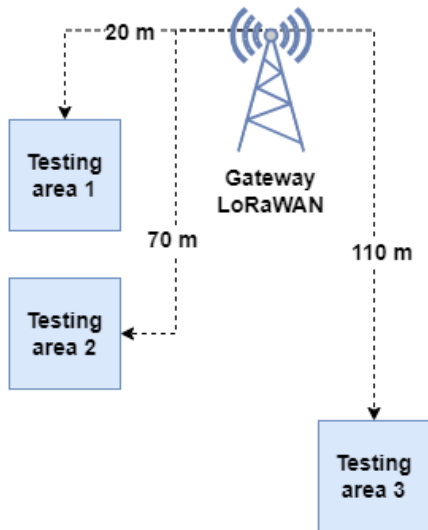 20 m
Testing
area 1
Gateway
LoRaWAN
70 m
110 m
Testing
area 2
Testing
area 3